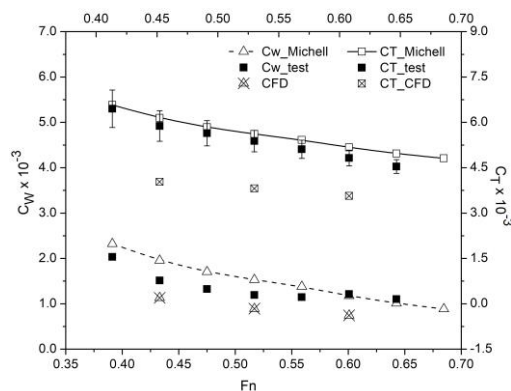 0.40 0.45 0.50 0.55 0.60 0.65 0.70
7.0 9.0
Cw_Michell CT_Michell
Cw_test CT_test
CFD CT_CFD
6.0 7.5
5.0 6.0
4.0 4.5
3.0 3.0
2.0 1.5
1.0 0.0
0.0 -1.5
C_W x 10^-3
C_T x 10^-3
0.35 0.40 0.45 0.50 0.55 0.60 0.65 0.70
Fn